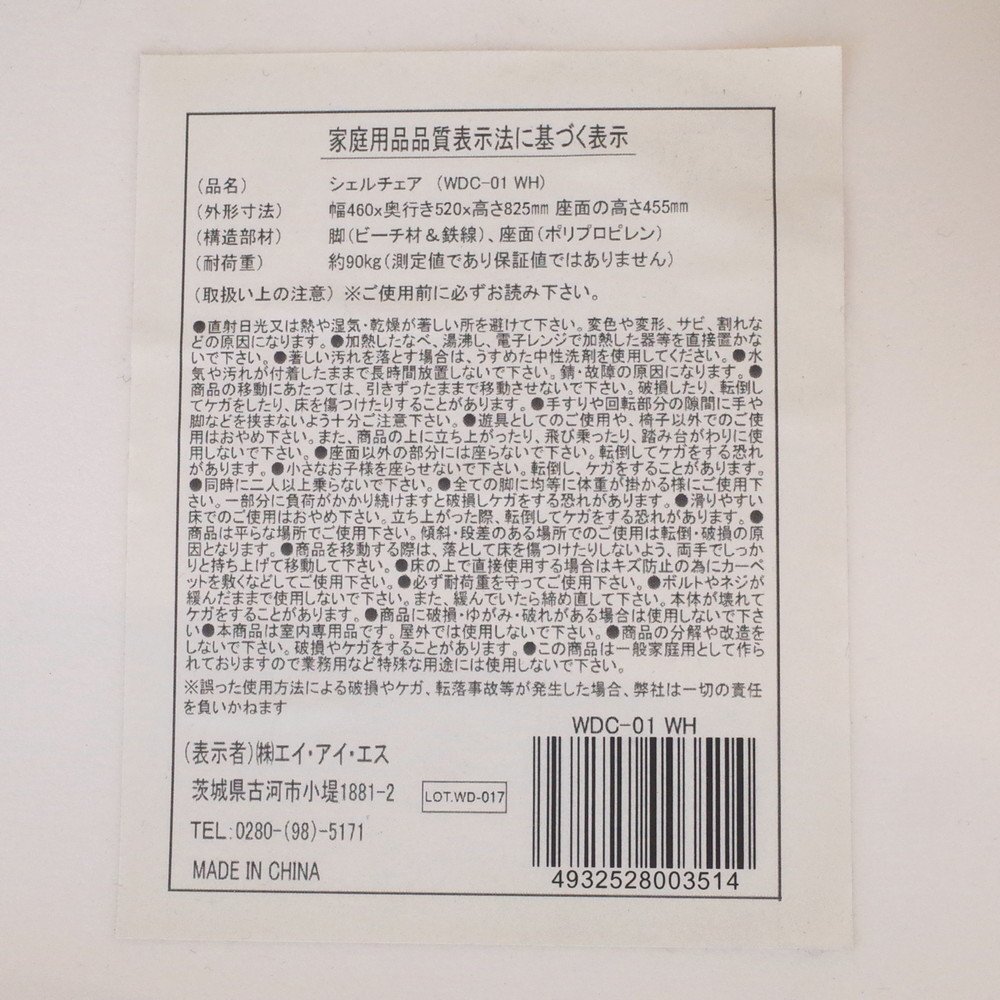 家庭用品品質表示法に基づく表示
(品名) シェルチェア (WDC-01 WH)
(外形寸法) 幅460x奥行き520x高さ825mm 座面の高さ455mm
(構造部材) 脚(ビーチ材＆鉄線)、座面(ポリプロピレン)
(耐荷重) 約90kg(測定値であり保証値ではありません)
(取扱い上の注意) ※ご使用前に必ずお読み下さい。
●直射日光又は熱や湿気・乾燥が著しい所を避けて下さい。変色や変形、サビ、割れな
どの原因になります。●加熱したなべ、湯沸し、電子レンジで加熱した器等を直接置かな
いで下さい。●著しい汚れを落とす場合は、うすめた中性洗剤を使用してください。●水
気や汚れが付着したままで長時間放置しないで下さい。錆・故障の原因になります。●
商品の移動にあたっては、引きずったままで移動させないで下さい。破損したり、転倒し
てケガをしたり、床を傷つけたりすることがあります。●手すりや回転部分の隙間に手や
脚などを挟まないよう十分ご注意下さい。●遊具としてのご使用や、椅子以外でのご使
用はおやめ下さい。また、商品の上に立ち上がったり、飛び乗ったり、踏み台がわりに使
用しないで下さい。●座面以外の部分には座らないで下さい。転倒してケガをする恐れ
があります。●小さなお子様を座らせないで下さい。転倒し、ケガをすることがあります。
●同時に二人以上乗らないで下さい。●全ての脚に均等に体重が掛かる様にご使用下
さい。一部分に負荷がかかり続けますと破損しケガをする恐れがあります。●滑りやすい
床でのご使用はおやめ下さい。立ち上がった際、転倒してケガをする恐れがあります。●
商品は平らな場所でご使用下さい。傾斜・段差のある場所でのご使用は転倒・破損の原
因となります。●商品を移動する際は、落として床を傷つけたりしないよう、両手でしっか
りと持ち上げて移動して下さい。●床の上で直接使用する場合はキズ防止の為にカーペ
ットを敷くなどしてご使用下さい。●必ず耐荷重を守ってご使用下さい。●ボルトやネジが
緩んだままで使用しないで下さい。また、緩んでいたら締め直して下さい。本体が壊れて
ケガをすることがあります。●商品に破損・ゆがみ・破れがある場合は使用しないで下さ
い●本商品は室内専用品です。屋外では使用しないで下さい。●商品の分解や改造を
しないで下さい。破損やケガをすることがあります。●この商品は一般家庭用として作ら
れておりますので業務用など特殊な用途には使用しないで下さい。
※誤った使用方法による破損やケガ、転落事故等が発生した場合、弊社は一切の責任
を負いかねます
(表示者)㈱エイ・アイ・エス
茨城県古河市小堤1881-2
TEL:0280-(98)-5171
MADE IN CHINA
LOT.WD-017
WDC-01 WH
4932528003514